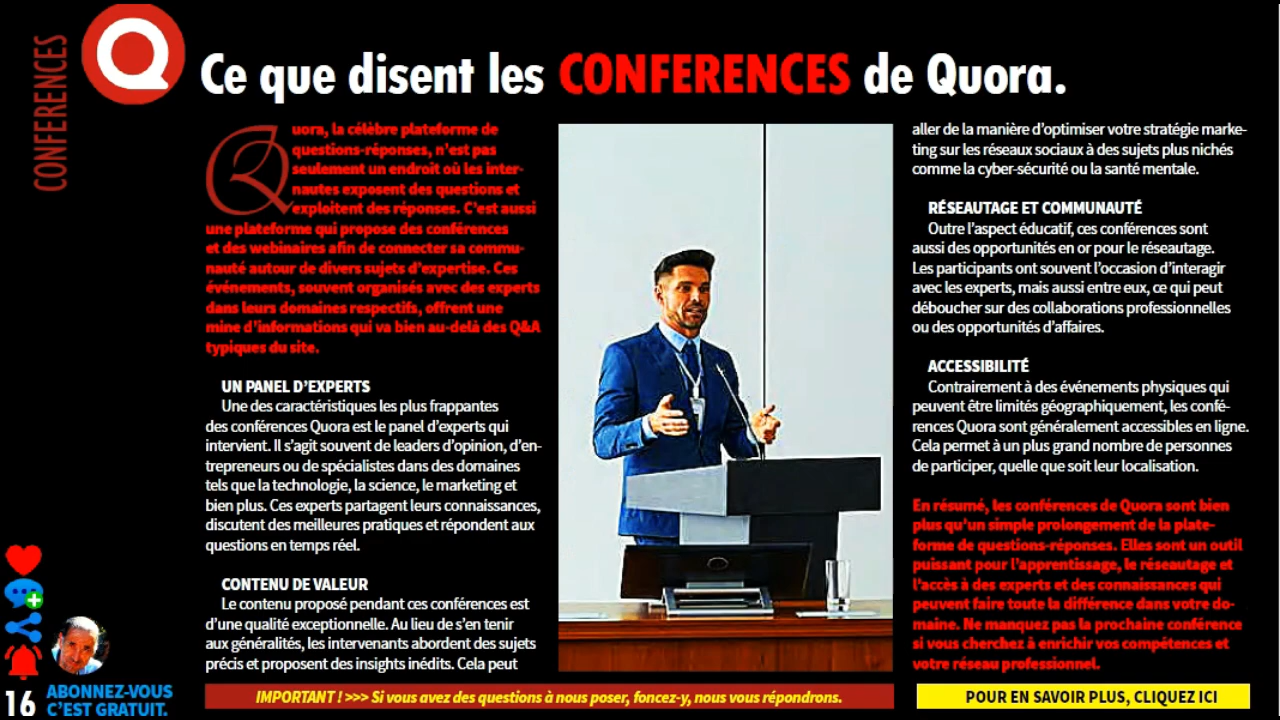 CONFERENCES
Q
Ce que disent les CONFERENCES de Quora.
Quora, la célèbre plateforme de
questions-réponses, n'est pas
seulement un endroit où les inter-
nautes exposent des questions et
exploitent des réponses. C'est aussi
une plateforme qui propose des conférences
et des webinaires afin de connecter sa commu-
nauté autour de divers sujets d'expertise. Ces
événements, souvent organisés avec des experts
dans leurs domaines respectifs, offrent une
mine d'informations qui va bien au-delà des Q&A
typiques du site.
UN PANEL D'EXPERTS
Une des caractéristiques les plus frappantes
des conférences Quora est le panel d'experts qui
intervient. Il s'agit souvent de leaders d'opinion, d'en-
trepreneurs ou de spécialistes dans des domaines
tels que la technologie, la science, le marketing et
bien plus. Ces experts partagent leurs connaissances,
discutent des meilleures pratiques et répondent aux
questions en temps réel.
CONTENU DE VALEUR
Le contenu proposé pendant ces conférences est
d'une qualité exceptionnelle. Au lieu de s'en tenir
aux généralités, les intervenants abordent des sujets
précis et proposent des insights inédits. Cela peut
aller de la manière d'optimiser votre stratégie marke-
ting sur les réseaux sociaux à des sujets plus nichés
comme la cyber-sécurité ou la santé mentale.
RÉSEAUTAGE ET COMMUNAUTÉ
Outre l'aspect éducatif, ces conférences sont
aussi des opportunités en or pour le réseautage.
Les participants ont souvent l'occasion d'interagir
avec les experts, mais aussi entre eux, ce qui peut
déboucher sur des collaborations professionnelles
ou des opportunités d'affaires.
ACCESSIBILITÉ
Contrairement à des événements physiques qui
peuvent être limités géographiquement, les confé-
rences Quora sont généralement accessibles en ligne.
Cela permet à un plus grand nombre de personnes
de participer, quelle que soit leur localisation.
En résumé, les conférences de Quora sont bien
plus qu'un simple prolongement de la plate-
forme de questions-réponses. Elles sont un outil
puissant pour l'apprentissage, le réseautage et
l'accès à des experts et des connaissances qui
peuvent faire toute la différence dans votre do-
maine. Ne manquez pas la prochaine conférence
si vous cherchez à enrichir vos compétences et
votre réseau professionnel.
16
ABONNEZ-VOUS
C'EST GRATUIT.
IMPORTANT ! >>> Si vous avez des questions à nous poser, foncez-y, nous vous répondrons.
POUR EN SAVOIR PLUS, CLIQUEZ ICI